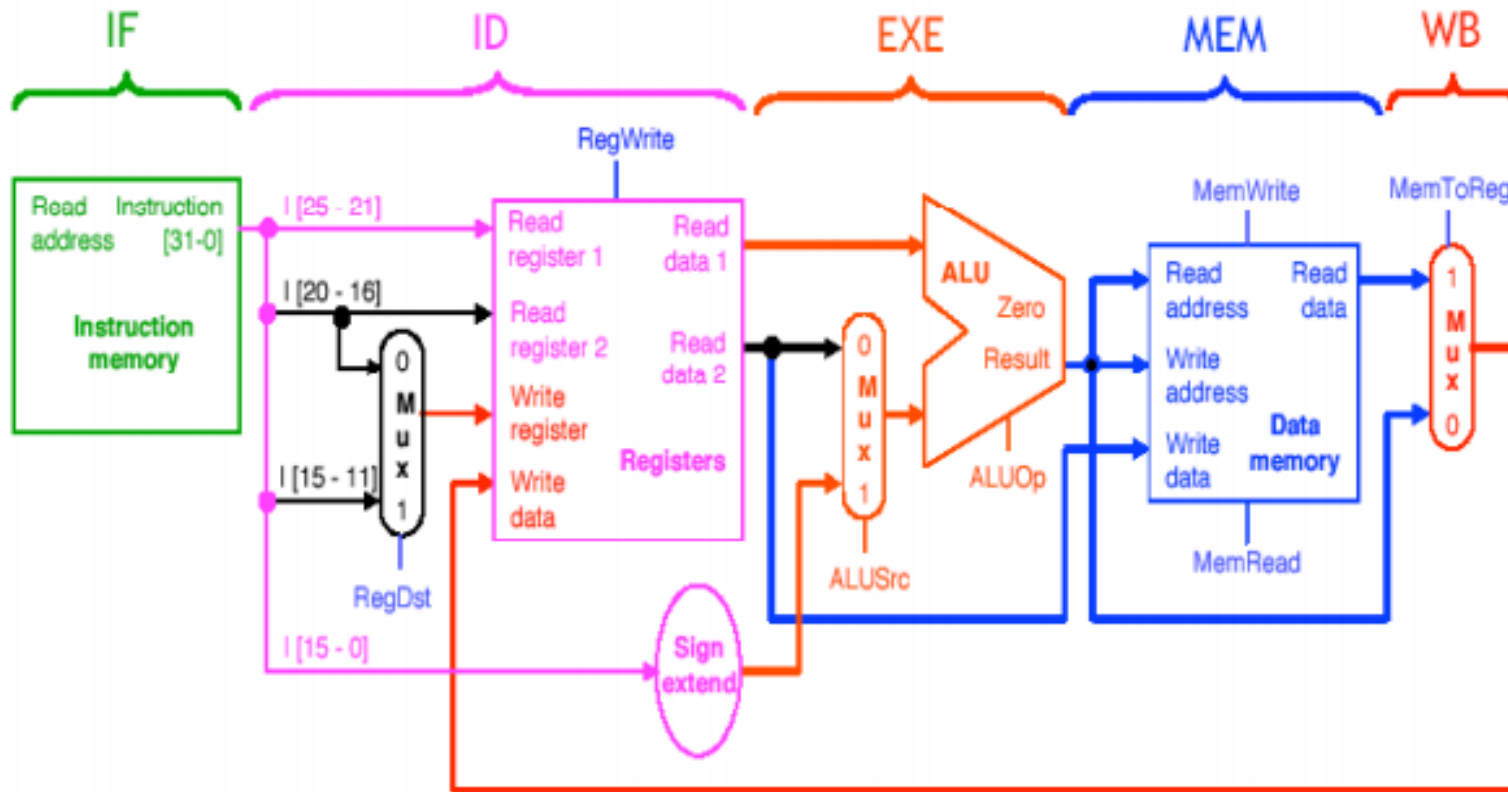 IF
ID
EXE
MEM
WB
Read Instruction
address [31-0]
Instruction
memory
I [25 - 21]
I [20 - 16]
I [15 - 11]
I [15 - 0]
0
M
u
x
1
RegDst
RegWrite
Read
register 1
Read
data 1
Read
register 2
Read
data 2
Write
register
Registers
Write
data
Sign
extend
0
M
u
x
1
ALUSrc
ALU
Zero
Result
ALUOp
MemWrite
Read
address
Read
data
Write
address
Write
data
Data
memory
MemRead
MemToReg
1
M
u
x
0